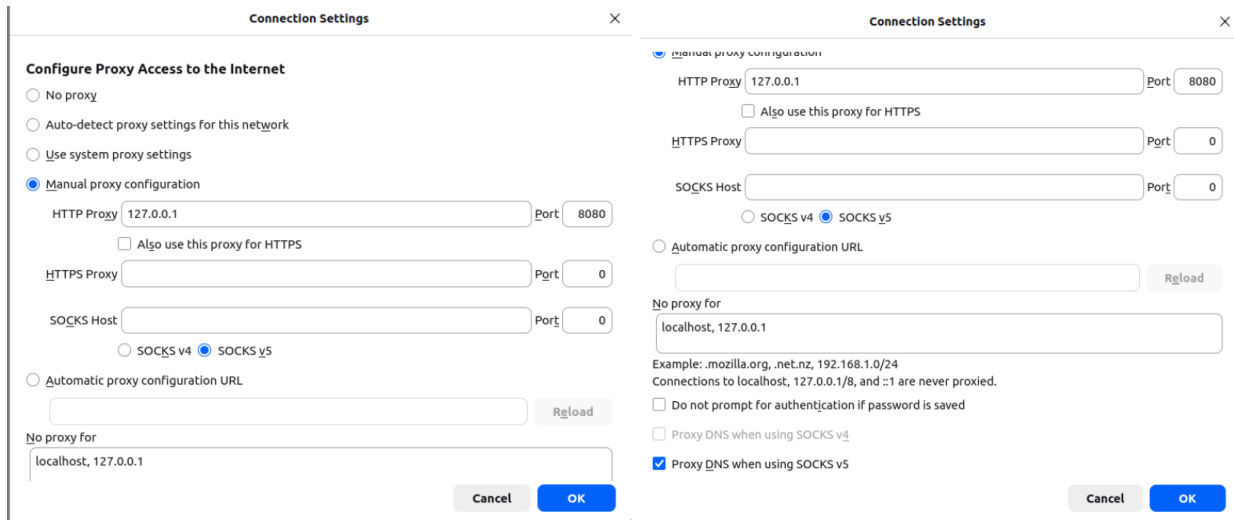 Connection Settings
Configure Proxy Access to the Internet
No proxy
Auto-detect proxy settings for this network
Use system proxy settings
Manual proxy configuration
HTTP Proxy 127.0.0.1 Port 8080
Also use this proxy for HTTPS
HTTPS Proxy Port 0
SOCKS Host Port 0
SOCKS v4 SOCKS v5
Automatic proxy configuration URL
Reload
No proxy for
localhost, 127.0.0.1
Cancel OK
Connection Settings
Manual proxy configuration
HTTP Proxy 127.0.0.1 Port 8080
Also use this proxy for HTTPS
HTTPS Proxy Port 0
SOCKS Host Port 0
SOCKS v4 SOCKS v5
Automatic proxy configuration URL
Reload
No proxy for
localhost, 127.0.0.1
Example: .mozilla.org, .net.nz, 192.168.1.0/24
Connections to localhost, 127.0.0.1/8, and ::1 are never proxied.
Do not prompt for authentication if password is saved
Proxy DNS when using SOCKS v4
Proxy DNS when using SOCKS v5
Cancel OK